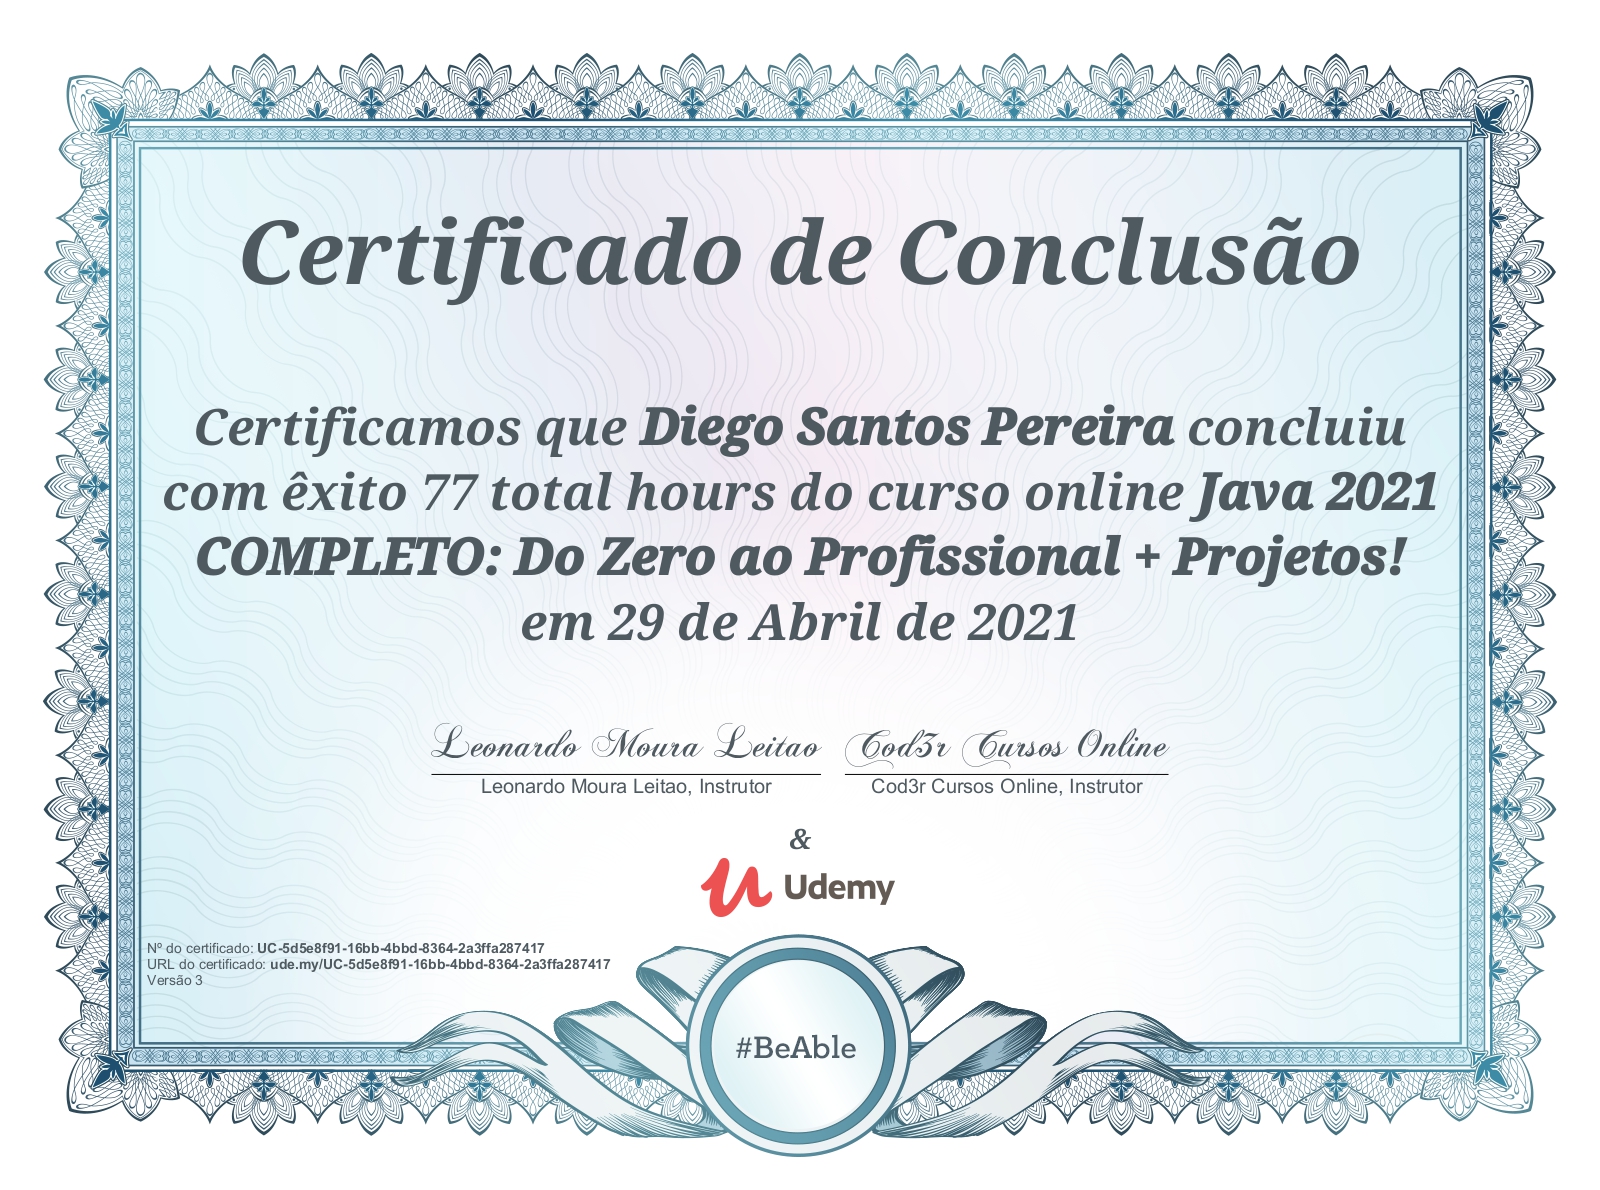 Certificado de Conclusão
Certificamos que Diego Santos Pereira concluiu
com êxito 77 total hours do curso online Java 2021
COMPLETO: Do Zero ao Profissional + Projetos!
em 29 de Abril de 2021
Leonardo Moura Leitao Cod3r Cursos Online
Leonardo Moura Leitao, Instrutor Cod3r Cursos Online, Instrutor
&
Udemy
Nº do certificado: UC-5d5e8f91-16bb-4bbd-8364-2a3ffa287417
URL do certificado: ude.my/UC-5d5e8f91-16bb-4bbd-8364-2a3ffa287417
Versão 3
#BeAble